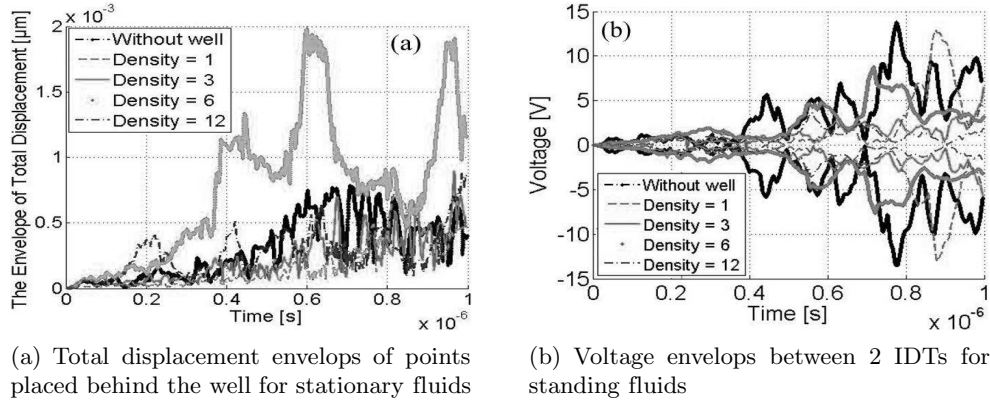 x 10⁻³
2
1.5
1
0.5
0
The Envelope of Total Displacement [µm]
Without well
Density = 1
Density = 3
Density = 6
Density = 12
(a)
0 0.2 0.4 0.6 0.8 1
Time [s]
x 10⁻⁶
15
10
5
0
-5
-10
-15
Voltage [V]
(b)
Without well
Density = 1
Density = 3
Density = 6
Density = 12
0 0.2 0.4 0.6 0.8 1
Time [s]
x 10⁻⁶
(a) Total displacement envelops of points
placed behind the well for stationary fluids
(b) Voltage envelops between 2 IDTs for
standing fluids